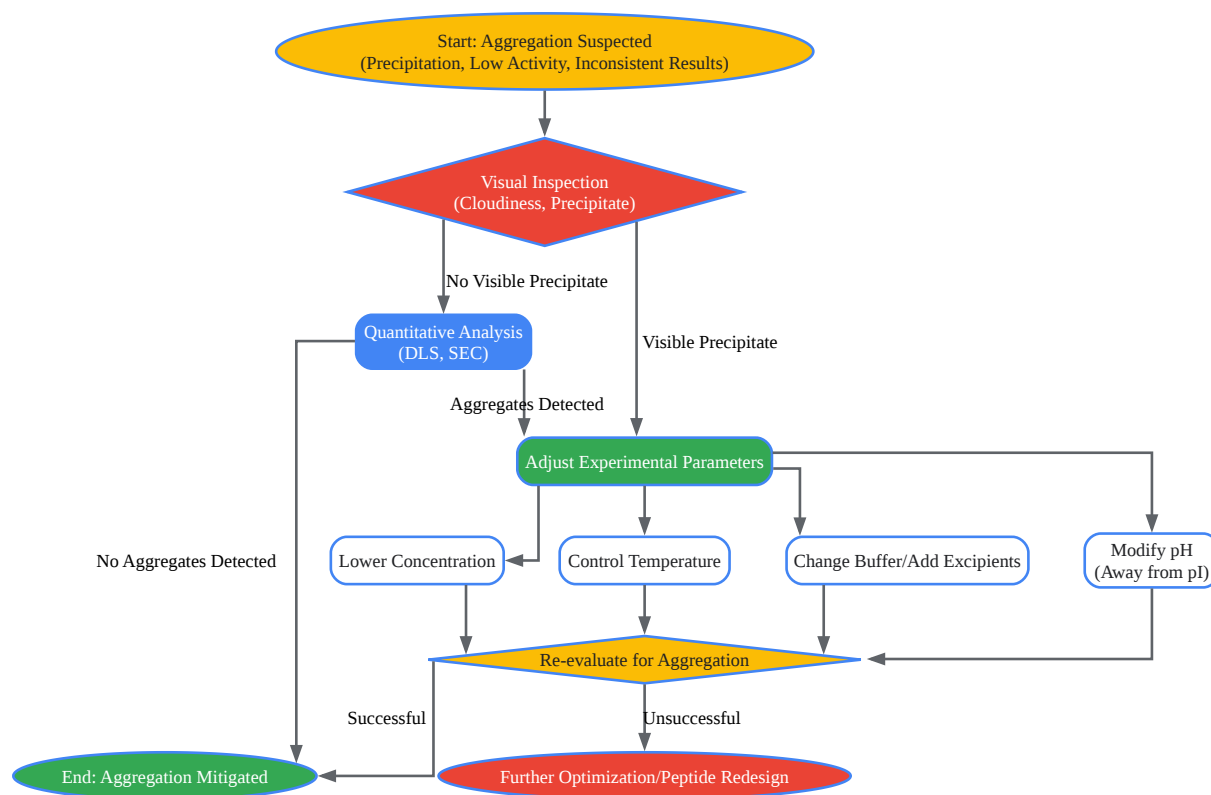 Start: Aggregation Suspected
(Precipitation, Low Activity, Inconsistent Results)
Visual Inspection
(Cloudiness, Precipitate)
No Visible Precipitate
Quantitative Analysis
(DLS, SEC)
Visible Precipitate
Aggregates Detected
Adjust Experimental Parameters
No Aggregates Detected
Lower Concentration
Control Temperature
Change Buffer/Add Excipients
Modify pH
(Away from pI)
Re-evaluate for Aggregation
Successful
Unsuccessful
End: Aggregation Mitigated
Further Optimization/Peptide Redesign